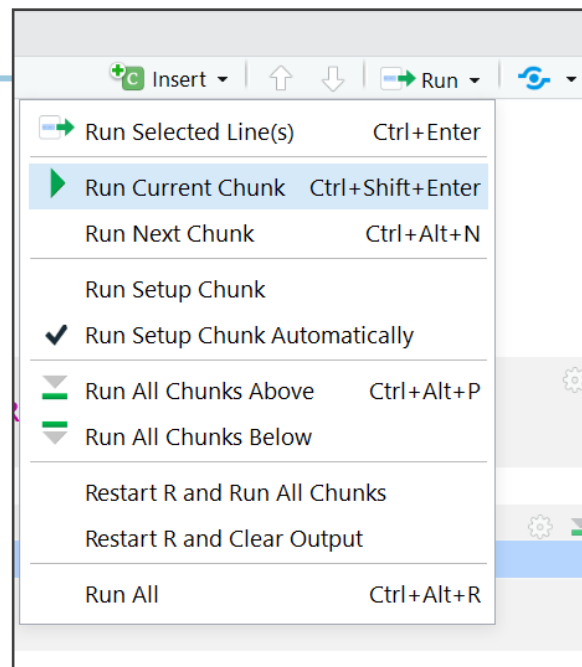 C Insert Run
Run Selected Line(s) Ctrl+Enter
Run Current Chunk Ctrl+Shift+Enter
Run Next Chunk Ctrl+Alt+N
Run Setup Chunk
Run Setup Chunk Automatically
Run All Chunks Above Ctrl+Alt+P
Run All Chunks Below
Restart R and Run All Chunks
Restart R and Clear Output
Run All Ctrl+Alt+R